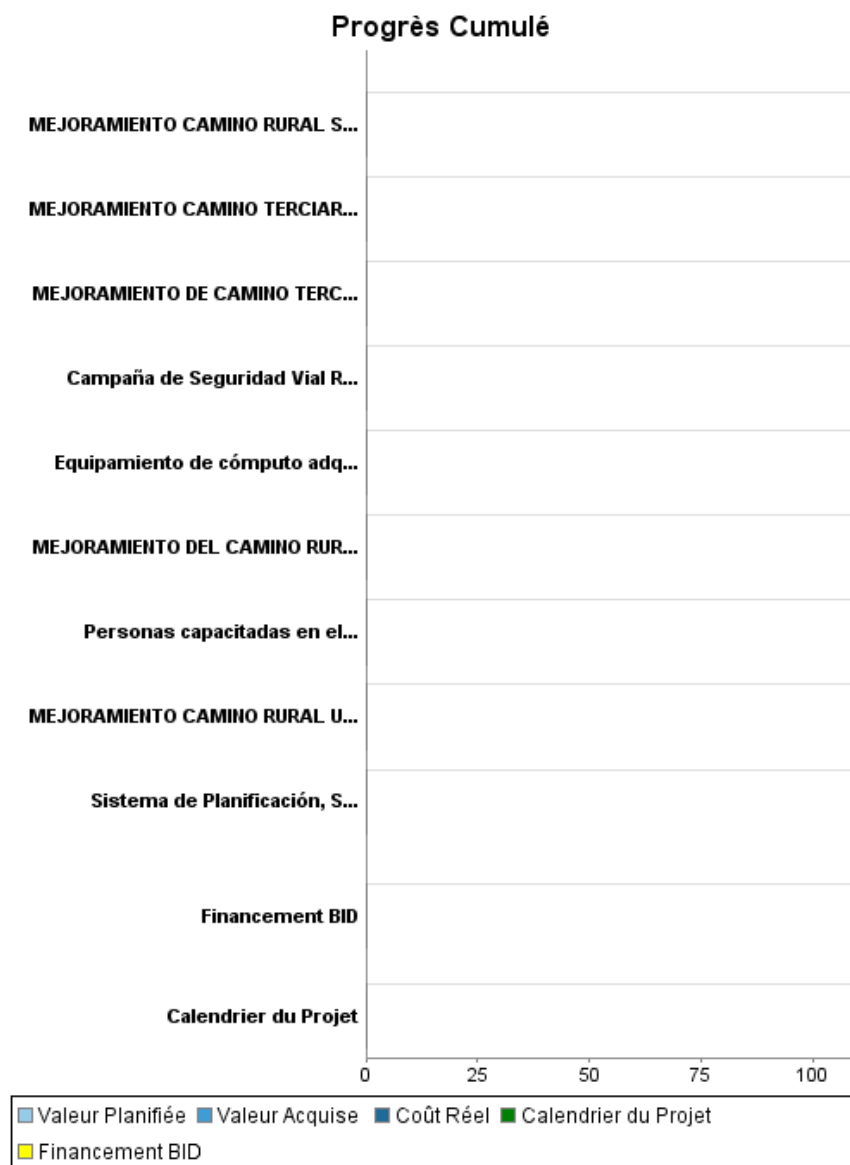 Progrès Cumulé
MEJORAMIENTO CAMINO RURAL S...
MEJORAMIENTO CAMINO TERCIAR...
MEJORAMIENTO DE CAMINO TERC...
Campaña de Seguridad Vial R...
Equipamiento de cómputo adq...
MEJORAMIENTO DEL CAMINO RUR...
Personas capacitadas en el...
MEJORAMIENTO CAMINO RURAL U...
Sistema de Planificación, S...
Financement BID
Calendrier du Projet
0 25 50 75 100
Valeur Planifiée Valeur Acquise Coût Réel Calendrier du Projet
Financement BID